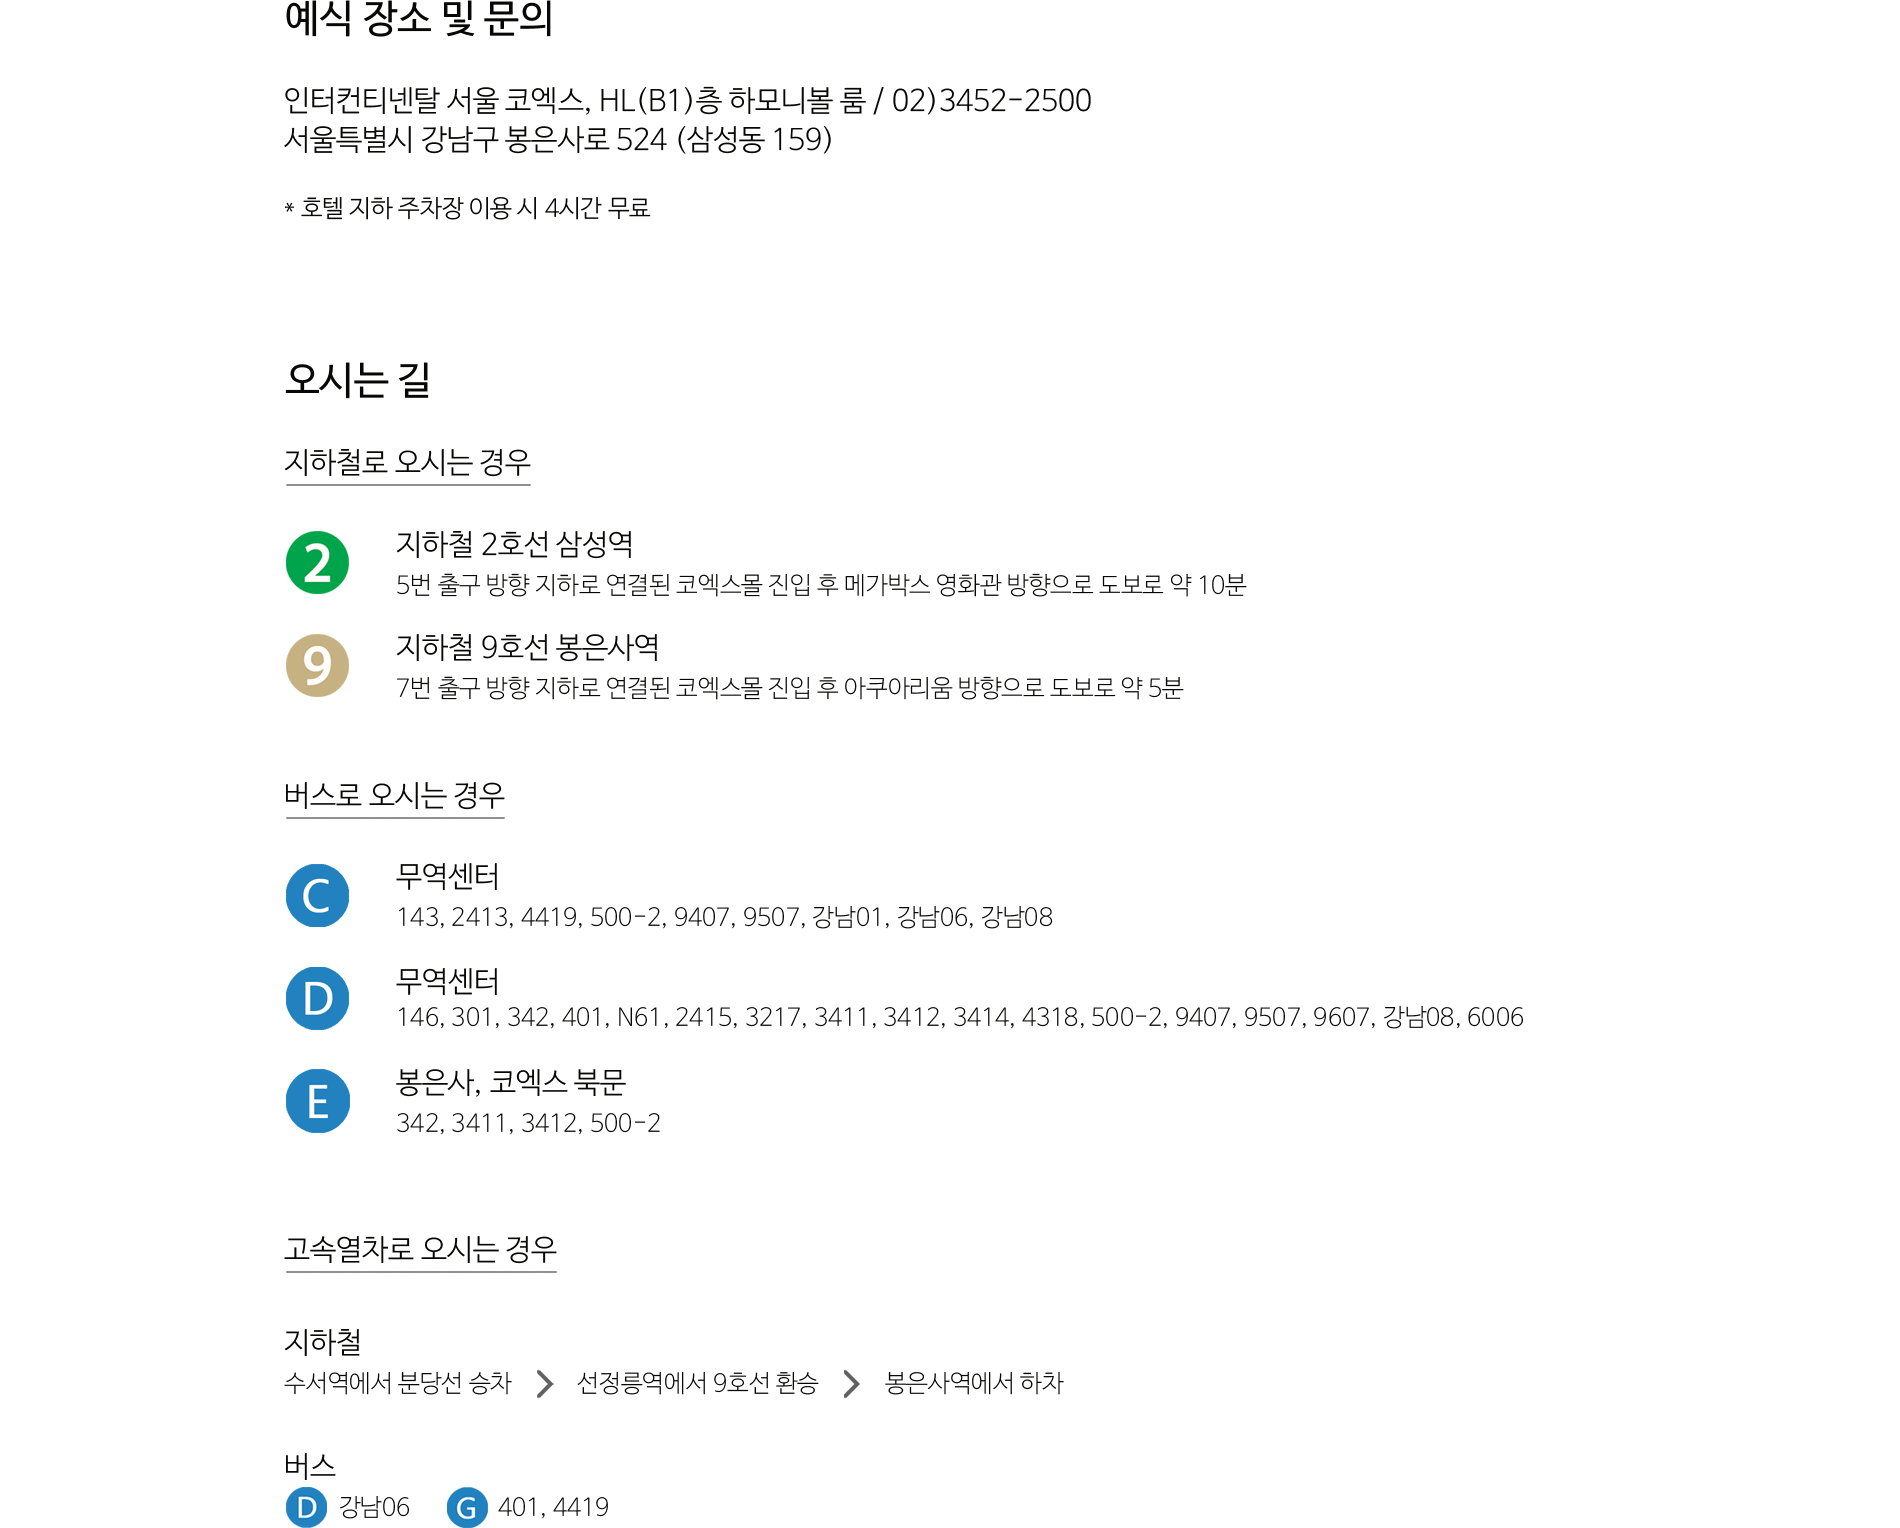 예식 장소 및 문의
인터컨티넨탈 서울 코엑스, HL(B1)층 하모니볼 룸 / 02)3452-2500
서울특별시 강남구 봉은사로 524 (삼성동 159)
* 호텔 지하 주차장 이용 시 4시간 무료
오시는 길
지하철로 오시는 경우
2 지하철 2호선 삼성역
5번 출구 방향 지하로 연결된 코엑스몰 진입 후 메가박스 영화관 방향으로 도보로 약 10분
9 지하철 9호선 봉은사역
7번 출구 방향 지하로 연결된 코엑스몰 진입 후 아쿠아리움 방향으로 도보로 약 5분
버스로 오시는 경우
C 무역센터
143, 2413, 4419, 500-2, 9407, 9507, 강남01, 강남06, 강남08
D 무역센터
146, 301, 342, 401, N61, 2415, 3217, 3411, 3412, 3414, 4318, 500-2, 9407, 9507, 9607, 강남08, 6006
E 봉은사, 코엑스 북문
342, 3411, 3412, 500-2
고속열차로 오시는 경우
지하철
수서역에서 분당선 승차 > 선정릉역에서 9호선 환승 > 봉은사역에서 하차
버스
D 강남06 G 401, 4419